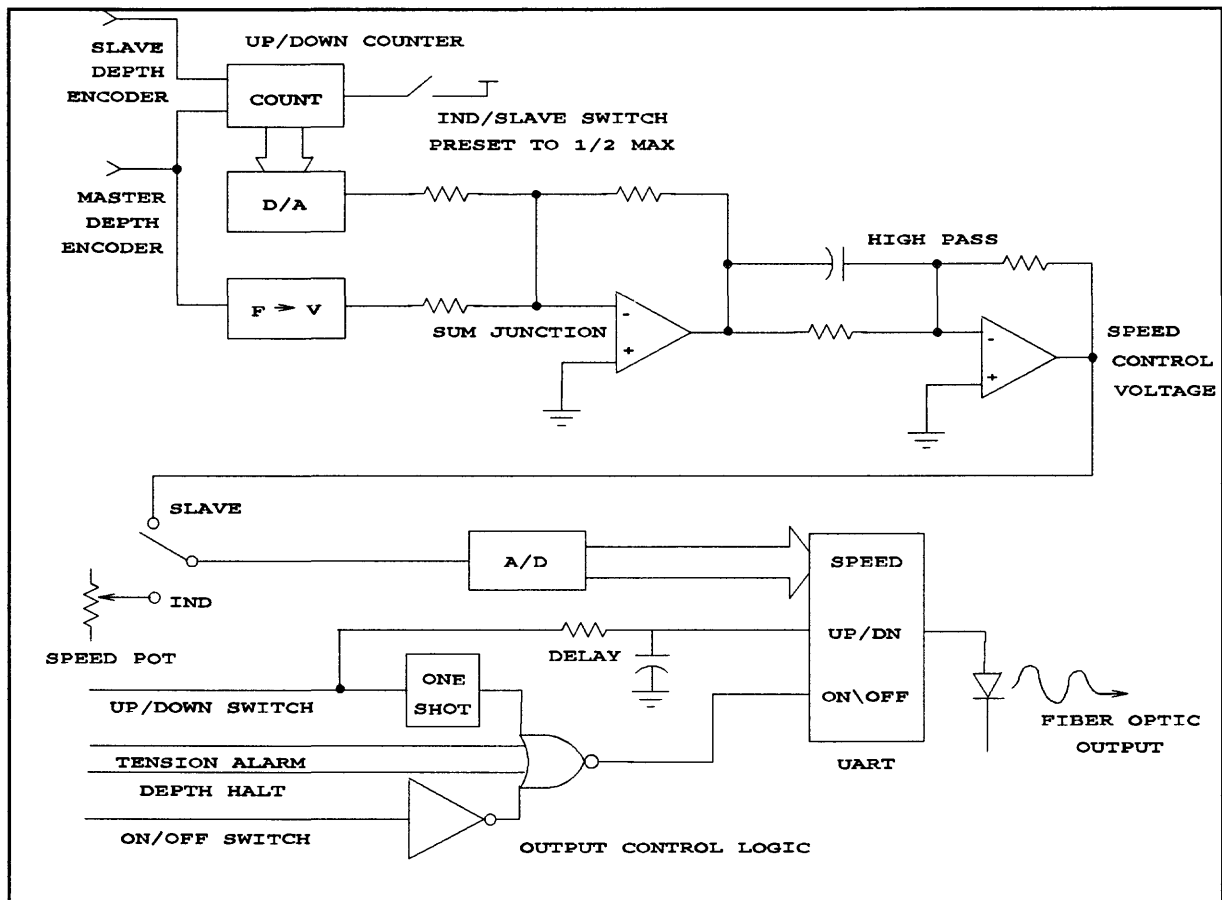 SLAVE
DEPTH
ENCODER
UP/DOWN COUNTER
COUNT
IND/SLAVE SWITCH
PRESET TO 1/2 MAX
MASTER
DEPTH
ENCODER
D/A
F → V
SUM JUNCTION
-
+
HIGH PASS
-
+
SPEED
CONTROL
VOLTAGE
SLAVE
IND
SPEED POT
A/D
SPEED
UP/DN
ON\OFF
UART
DELAY
ONE
SHOT
UP/DOWN SWITCH
TENSION ALARM
DEPTH HALT
ON/OFF SWITCH
OUTPUT CONTROL LOGIC
FIBER OPTIC
OUTPUT